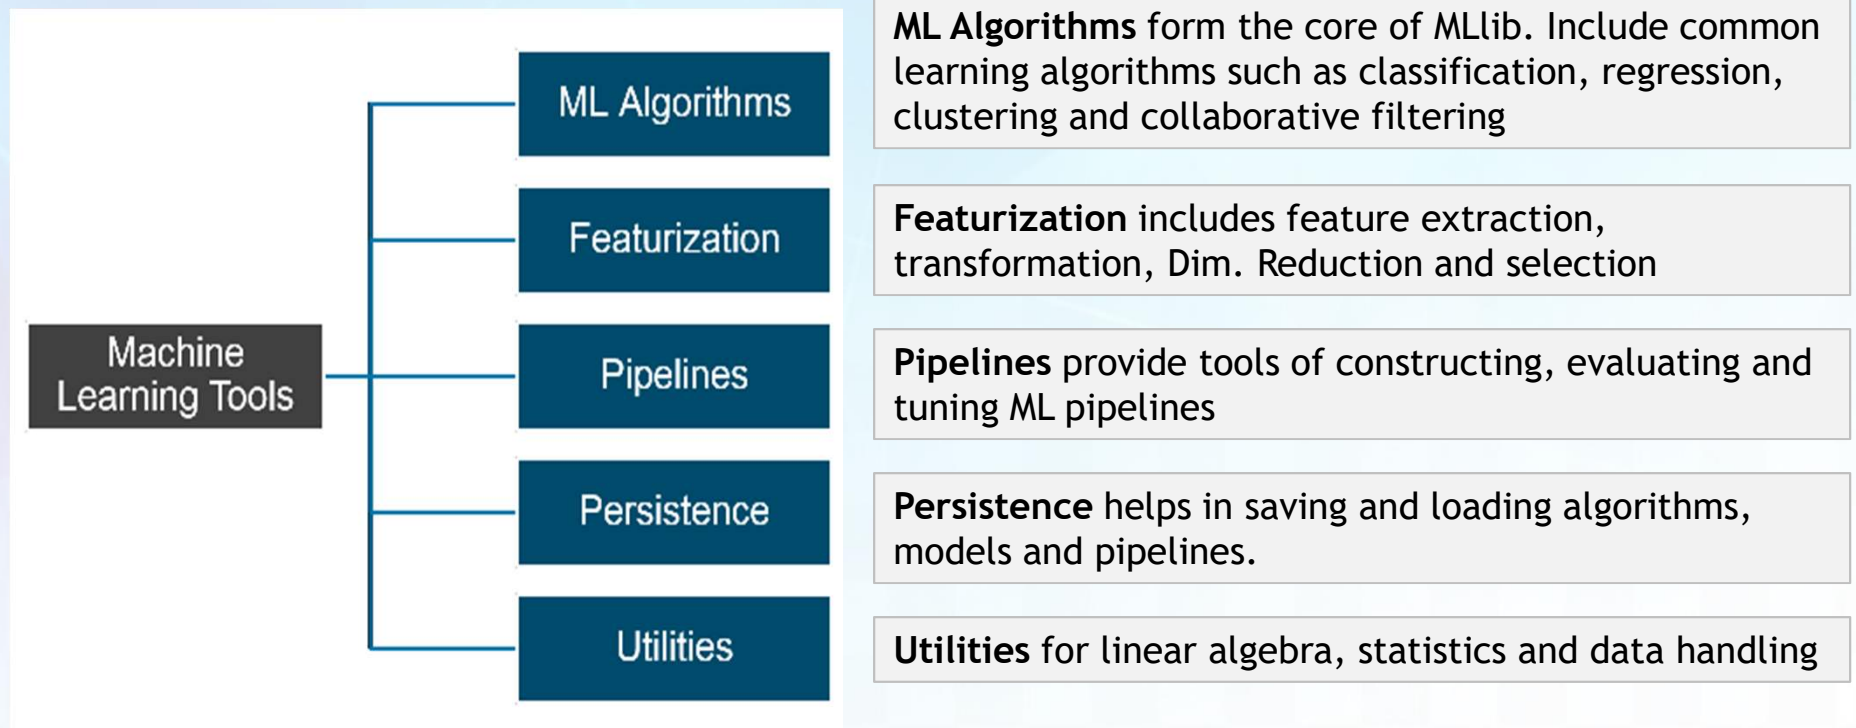 Machine
Learning Tools
ML Algorithms
Featurization
Pipelines
Persistence
Utilities
ML Algorithms form the core of MLlib. Include common
learning algorithms such as classification, regression,
clustering and collaborative filtering
Featurization includes feature extraction,
transformation, Dim. Reduction and selection
Pipelines provide tools of constructing, evaluating and
tuning ML pipelines
Persistence helps in saving and loading algorithms,
models and pipelines.
Utilities for linear algebra, statistics and data handling